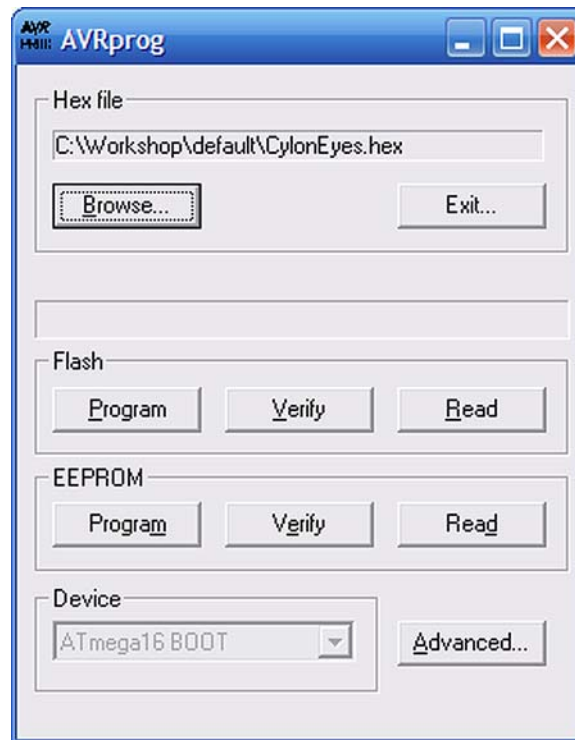 AVR
AVRprog
Hex file
C:\Workshop\default\CylonEyes.hex
Browse... Exit...
Flash
Program Verify Read
EEPROM
Program Verify Read
Device
ATmega16 BOOT Advanced...